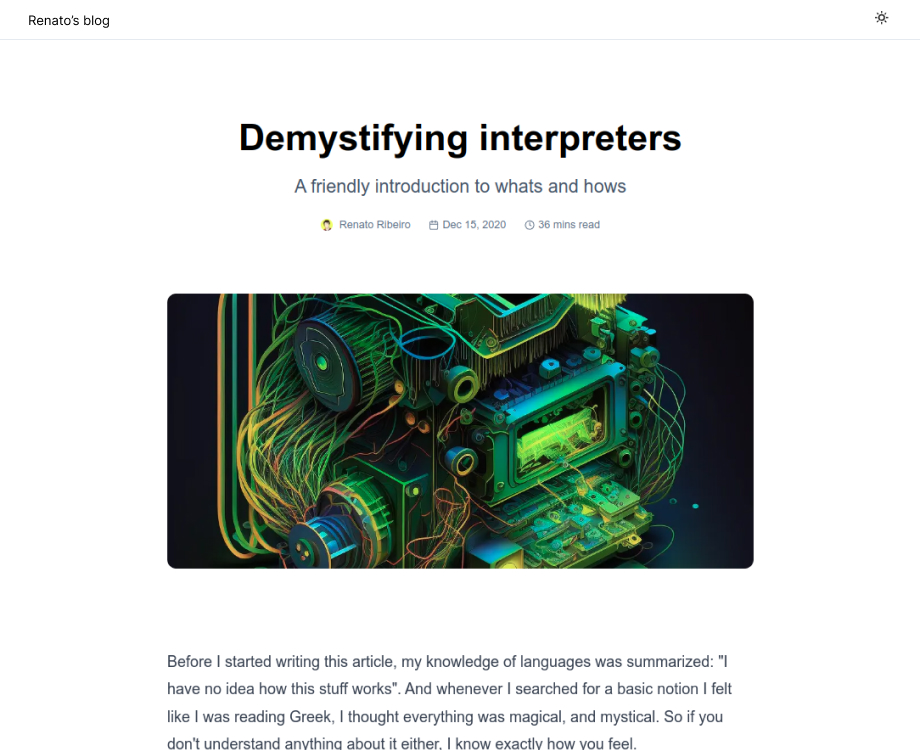 Renato’s blog
Demystifying interpreters
A friendly introduction to whats and hows
Renato Ribeiro Dec 15, 2020 36 mins read
Before I started writing this article, my knowledge of languages was summarized: "I
have no idea how this stuff works". And whenever I searched for a basic notion I felt
like I was reading Greek, I thought everything was magical, and mystical. So if you
don't understand anything about it either, I know exactly how you feel.